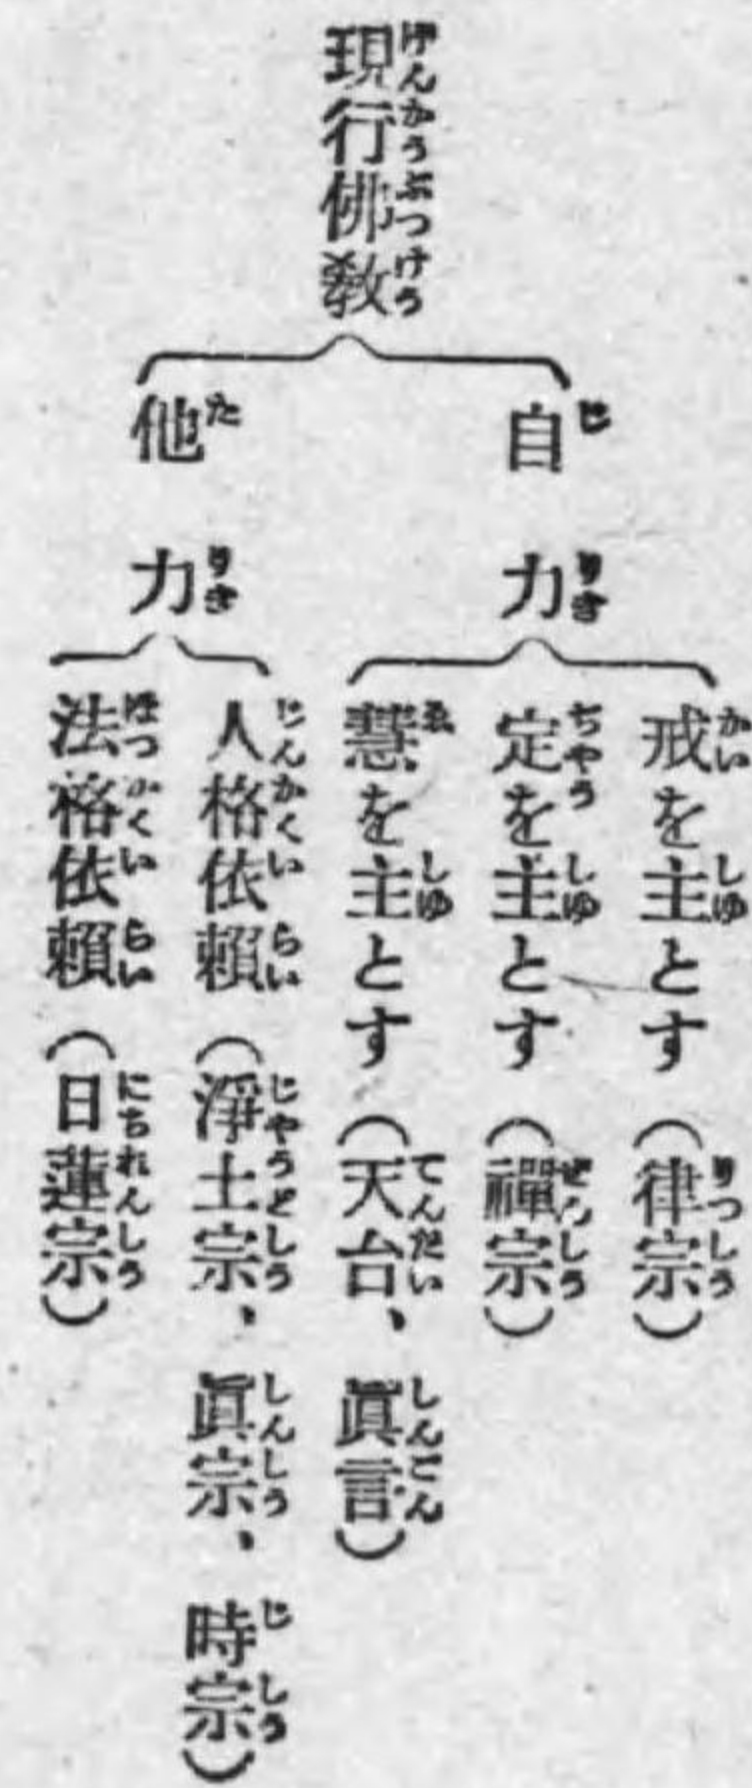 現行佛敎
自力
戒を主とす（律宗）
定を主とす（禪宗）
慧を主とす（天台、眞言）
他力
人格依賴（淨土宗、眞宗、時宗）
法格依賴（日蓮宗）